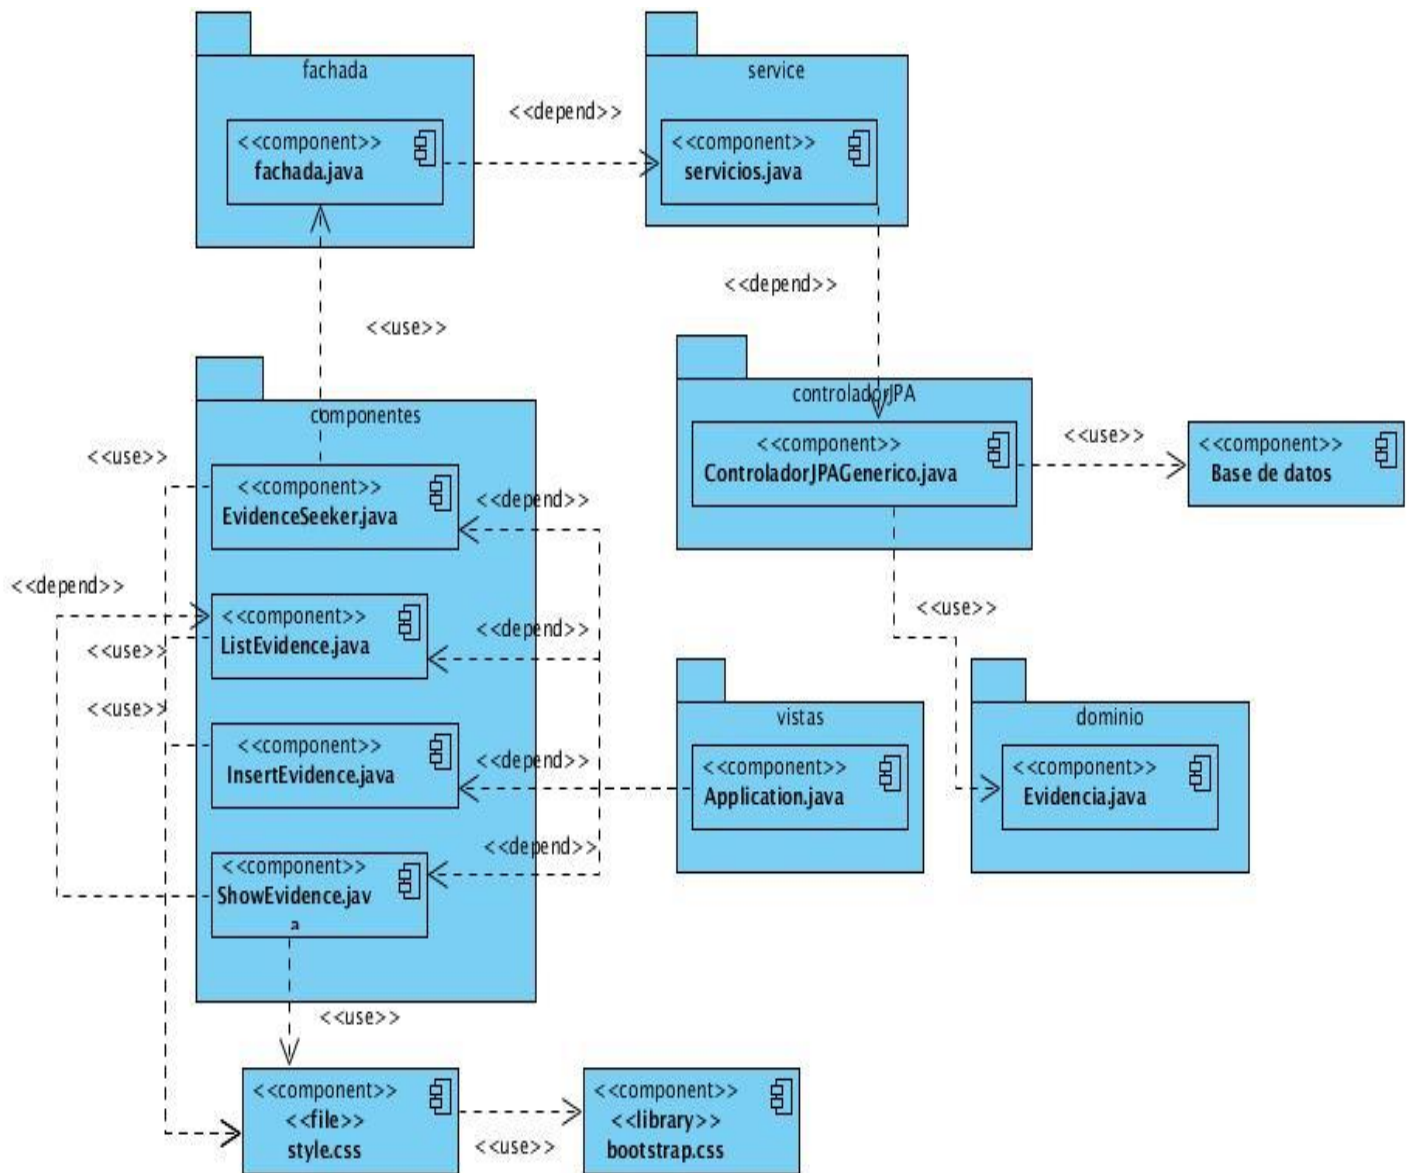 fachada
service
<<depend>>
<<component>>
fachada.java
<<component>>
servicios.java
<<depend>>
<<use>>
controladorJPA
componentes
<<use>>
<<component>>
ControladorJPAGenerico.java
<<use>>
<<component>>
Base de datos
<<use>>
<<component>>
EvidenceSeeker.java
<<depend>>
<<depend>>
<<component>>
ListEvidence.java
<<depend>>
<<use>>
<<use>>
vistas
dominio
<<use>>
<<component>>
InsertEvidence.java
<<depend>>
<<component>>
Application.java
<<component>>
Evidencia.java
<<depend>>
<<component>>
ShowEvidence.jav
a
<<use>>
<<component>>
<<file>>
style.css
<<use>>
<<component>>
<<library>>
bootstrap.css